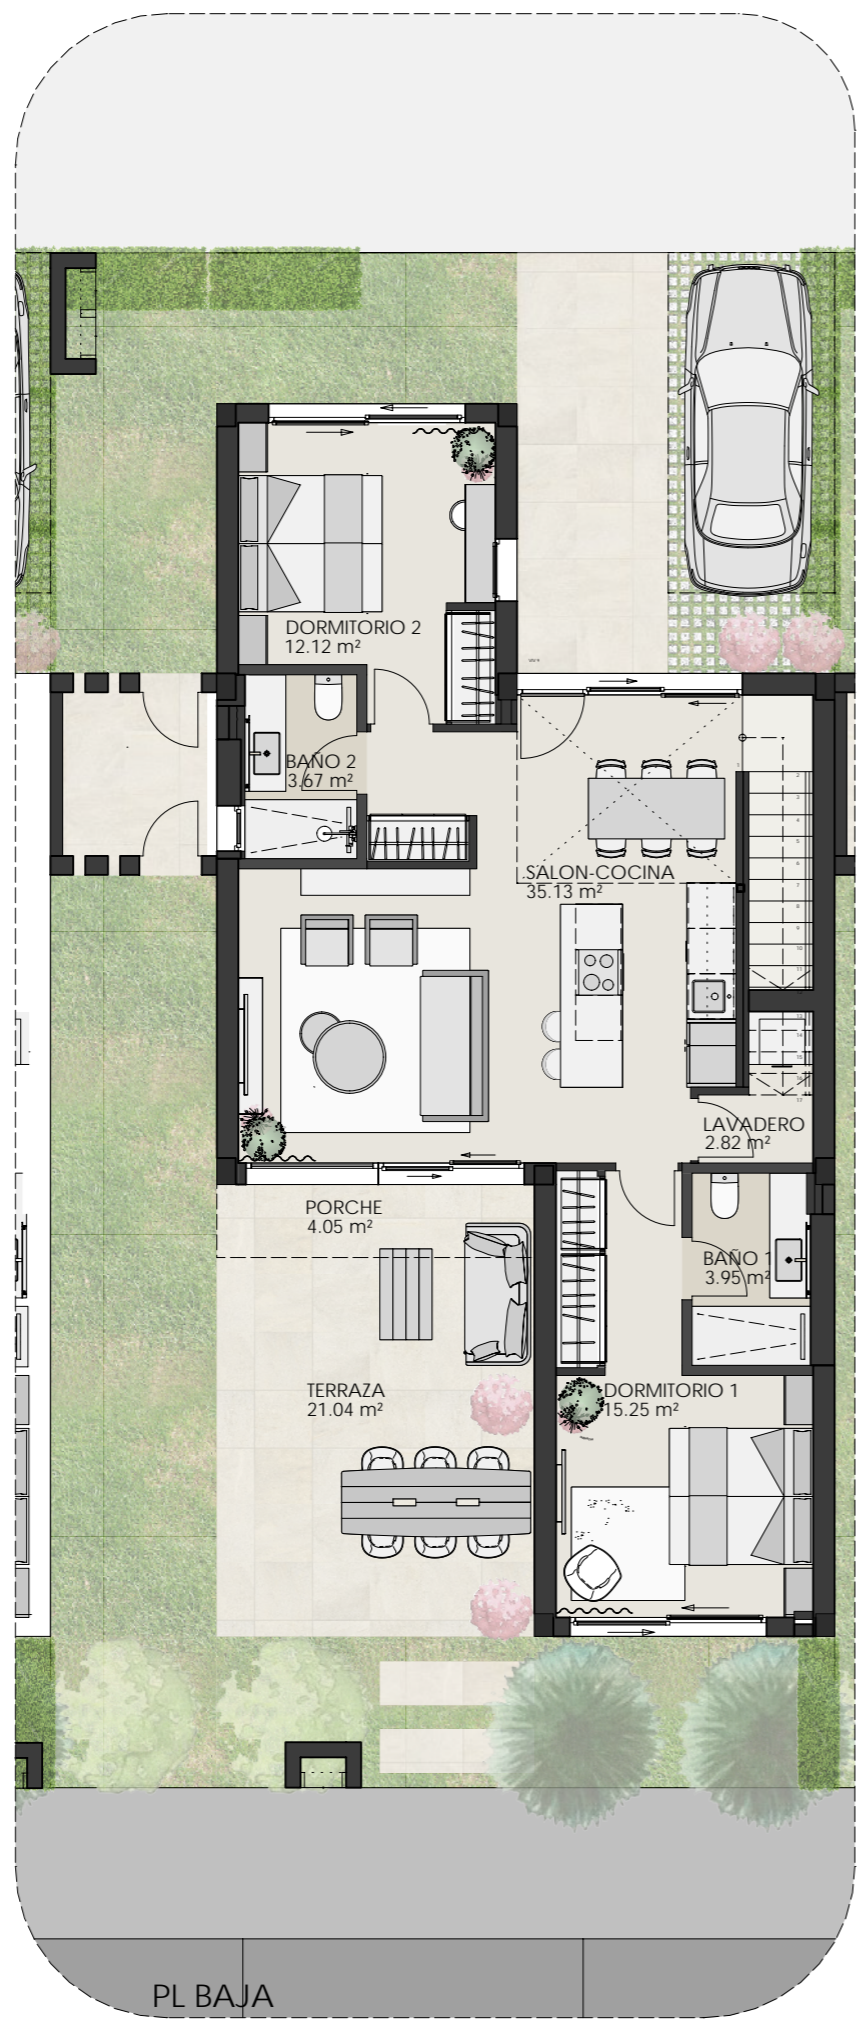 DORMITORIO 2
12.12 m²
BAÑO 2
3.67 m²
SALON-COCINA
35.13 m²
LAVADERO
2.82 m²
PORCHE
4.05 m²
BAÑO 1
3.95 m²
TERRAZA
21.04 m²
DORMITORIO 1
15.25 m²
PL BAJA